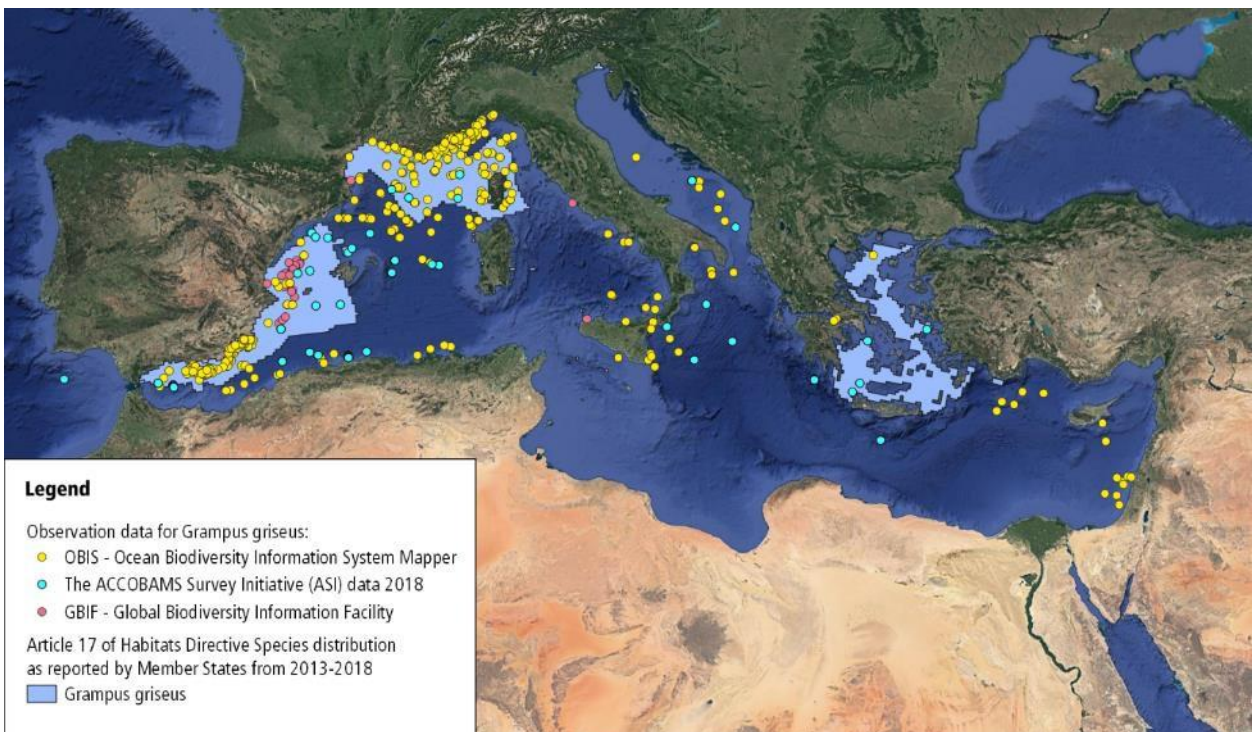 Legend
Observation data for Grampus griseus:
OBIS - Ocean Biodiversity Information System Mapper
The ACCOBAMS Survey Initiative (ASI) data 2018
GBIF - Global Biodiversity Information Facility
Article 17 of Habitats Directive Species distribution
as reported by Member States from 2013-2018
Grampus griseus